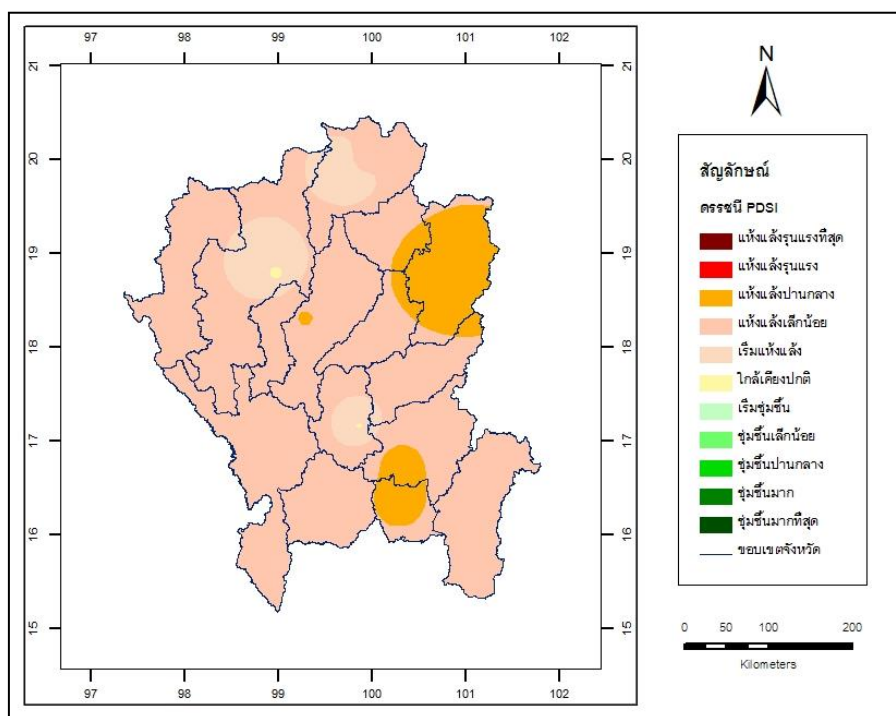 97 98 99 100 101 102
21
20
19
18
17
16
15
21
20
19
18
17
16
15
97 98 99 100 101 102
N
สัญลักษณ์
ดรรชนี PDSI
แห้งแล้งรุนแรงที่สุด
แห้งแล้งรุนแรง
แห้งแล้งปานกลาง
แห้งแล้งเล็กน้อย
เริ่มแห้งแล้ง
ใกล้เคียงปกติ
เริ่มชุ่มชื้น
ชุ่มชื้นเล็กน้อย
ชุ่มชื้นปานกลาง
ชุ่มชื้นมาก
ชุ่มชื้นมากที่สุด
ขอบเขตจังหวัด
0 50 100 200
Kilometers